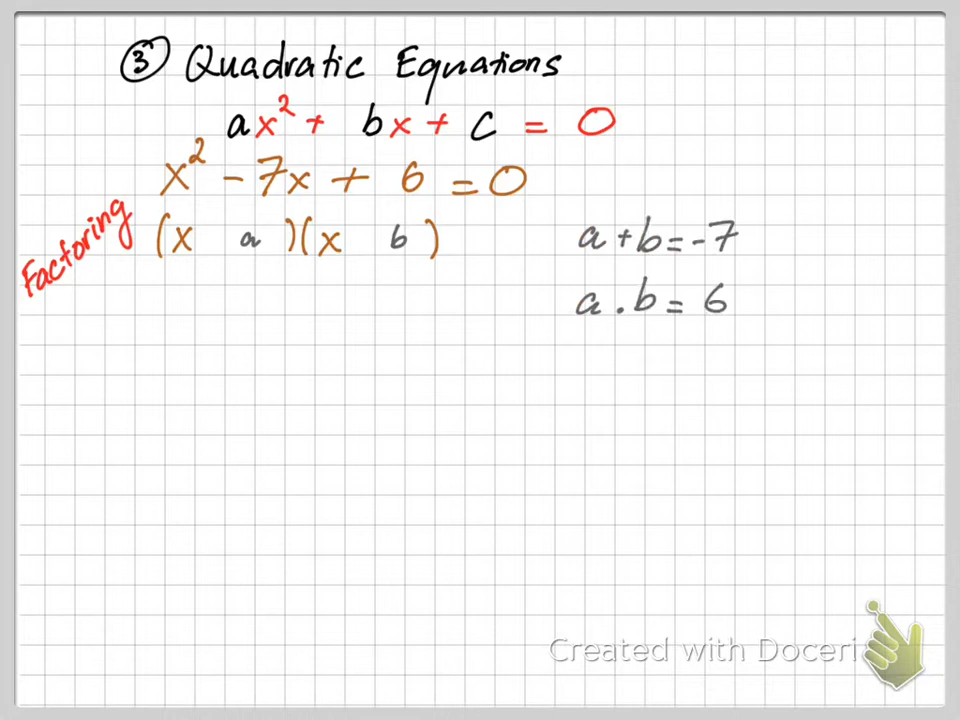 ③ Quadratic Equations
ax² + bx + c = 0
x² - 7x + 6 = 0
Factoring
(x a)(x b)
a + b = -7
a . b = 6
Created with Doceri